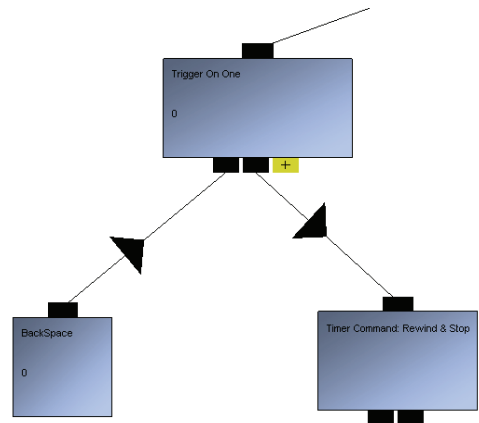 Trigger On One
0
+
BackSpace
0
Timer Command: Rewind & Stop